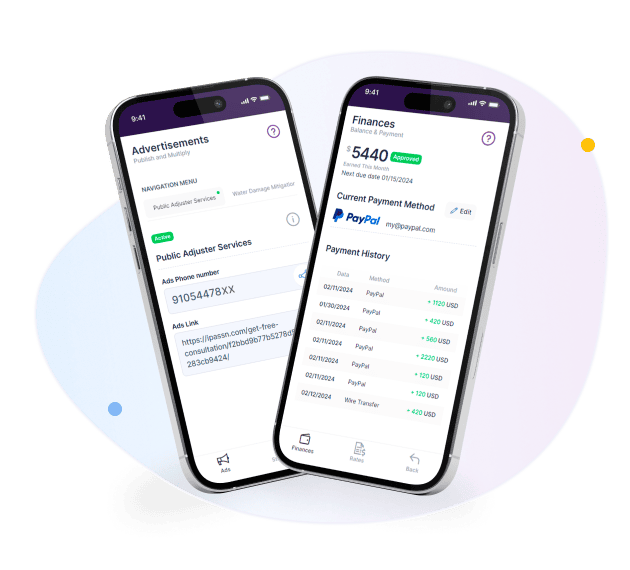 9:41
Advertisements
Publish and Multiply
NAVIGATION MENU
Public Adjuster Services
Water Damage Mitigation
Active
Public Adjuster Services
Ads Phone number
91054478XX
Ads Link
https://ipassn.com/get-free-
283cb9424/
Ads
9:41
Finances
Balance & Payment
$5440 Approved
Earned This Month
Next due date 01/15/2024
Current Payment Method
Edit
PayPal my@paypal.com
Payment History
Data Method Amound
02/11/2024 PayPal + 1120 USD
01/30/2024 PayPal + 420 USD
02/11/2024 PayPal + 560 USD
02/11/2024 PayPal + 2220 USD
02/11/2024 PayPal + 120 USD
02/11/2024 PayPal + 120 USD
02/12/2024 Wire Transfer + 420 USD
Finances
Back